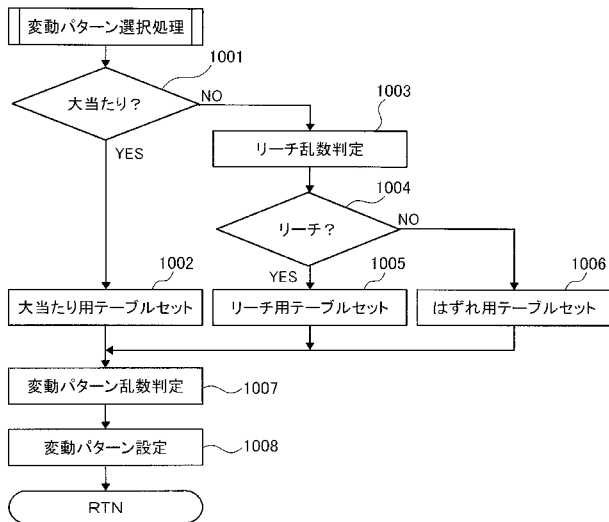 変動パターン選択処理
1001
大当たり?
NO
YES
1003
リーチ乱数判定
1004
リーチ?
NO
YES
1002
大当たり用テーブルセット
1005
リーチ用テーブルセット
1006
はずれ用テーブルセット
変動パターン乱数判定
1007
変動パターン設定
1008
RTN